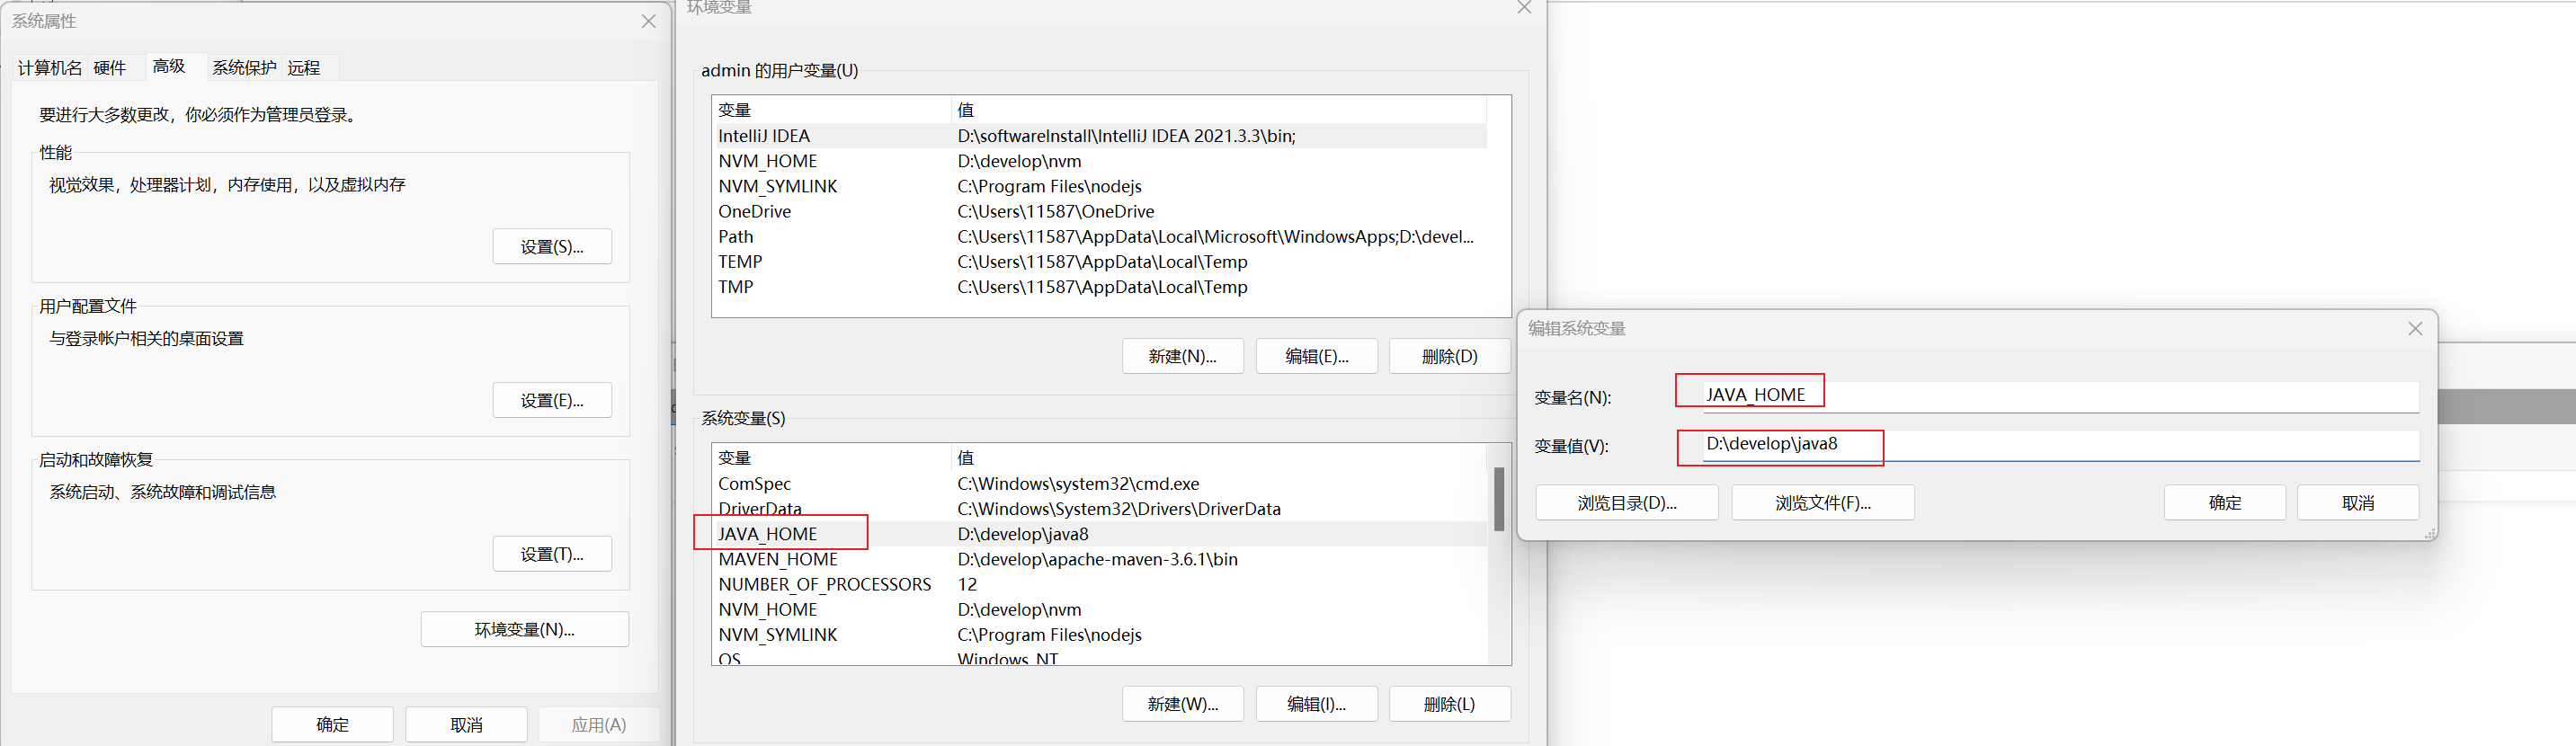 系统属性
计算机名 硬件 高级 系统保护 远程
要进行大多数更改，你必须作为管理员登录。
性能
视觉效果，处理器计划，内存使用，以及虚拟内存
设置(S)...
用户配置文件
与登录帐户相关的桌面设置
设置(E)...
启动和故障恢复
系统启动、系统故障和调试信息
设置(T)...
环境变量(N)...
确定 取消 应用(A)
环境变量
admin 的用户变量(U)
变量 值
IntelliJ IDEA D:\softwareInstall\IntelliJ IDEA 2021.3.3\bin;
NVM_HOME D:\develop\nvm
NVM_SYMLINK C:\Program Files\nodejs
OneDrive C:\Users\11587\OneDrive
Path C:\Users\11587\AppData\Local\Microsoft\WindowsApps;D:\devel...
TEMP C:\Users\11587\AppData\Local\Temp
TMP C:\Users\11587\AppData\Local\Temp
新建(N)... 编辑(E)... 删除(D)
系统变量(S)
变量 值
ComSpec C:\Windows\system32\cmd.exe
DriverData C:\Windows\System32\Drivers\DriverData
JAVA_HOME D:\develop\java8
MAVEN_HOME D:\develop\apache-maven-3.6.1\bin
NUMBER_OF_PROCESSORS 12
NVM_HOME D:\develop\nvm
NVM_SYMLINK C:\Program Files\nodejs
OS Windows_NT
新建(W)... 编辑(I)... 删除(L)
编辑系统变量
变量名(N): JAVA_HOME
变量值(V): D:\develop\java8
浏览目录(D)... 浏览文件(F)... 确定 取消